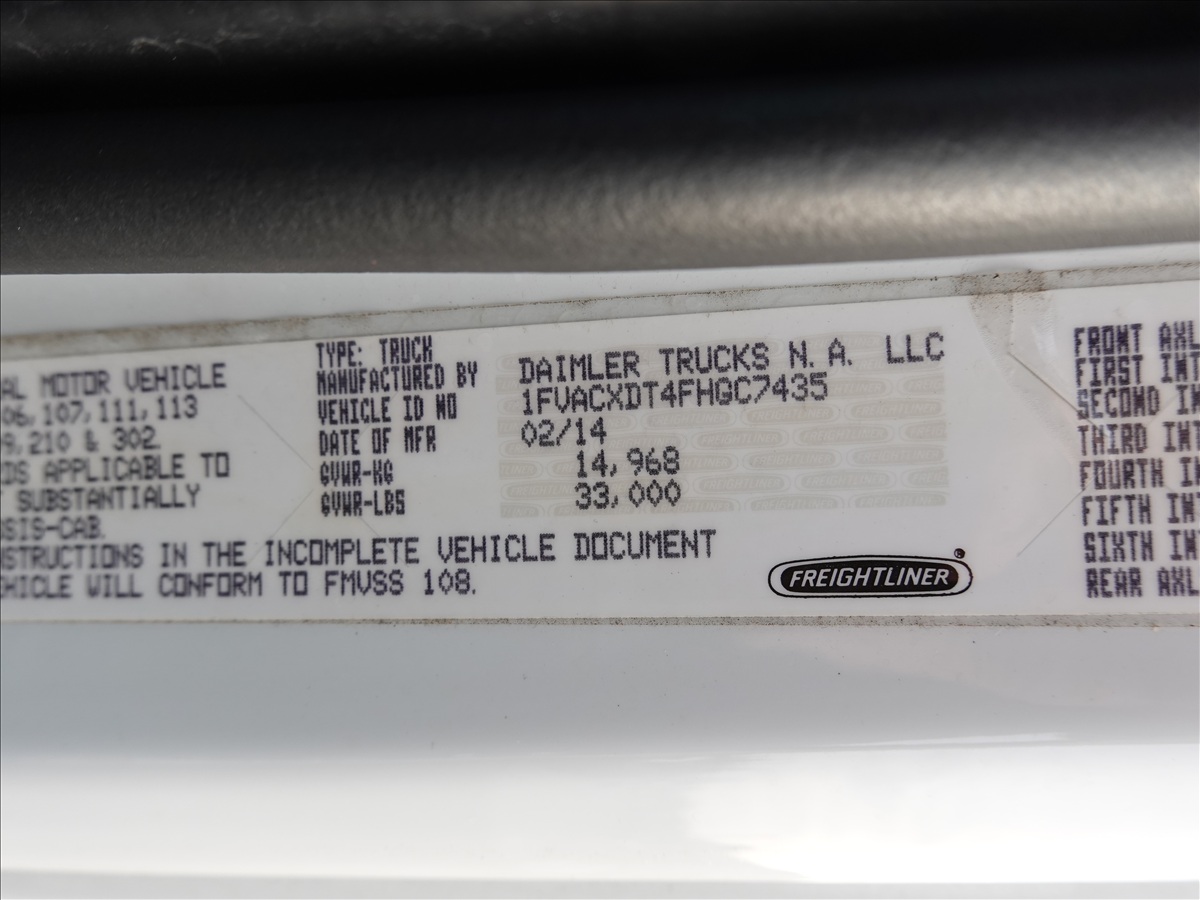 AL MOTOR VEHICLE
06, 107, 111, 113
9, 210 & 302
DS APPLICABLE TO
SUBSTANTIALLY
SSIS-CAB.
STRUCTIONS IN THE INCOMPLETE VEHICLE DOCUMENT
HICLE WILL CONFORM TO FMVSS 108.
TYPE: TRUCK
MANUFACTURED BY DAIMLER TRUCKS N. A. LLC
VEHICLE ID NO 1FVACXDT4FHGC7435
DATE OF MFR 02/14
GVWR-KG 14,968
GVWR-LBS 33,000
FREIGHTLINER
FRONT AXL
FIRST INT
SECOND IN
THIRD INT
FOURTH IN
FIFTH IN
SIXTH IN
REAR AXL